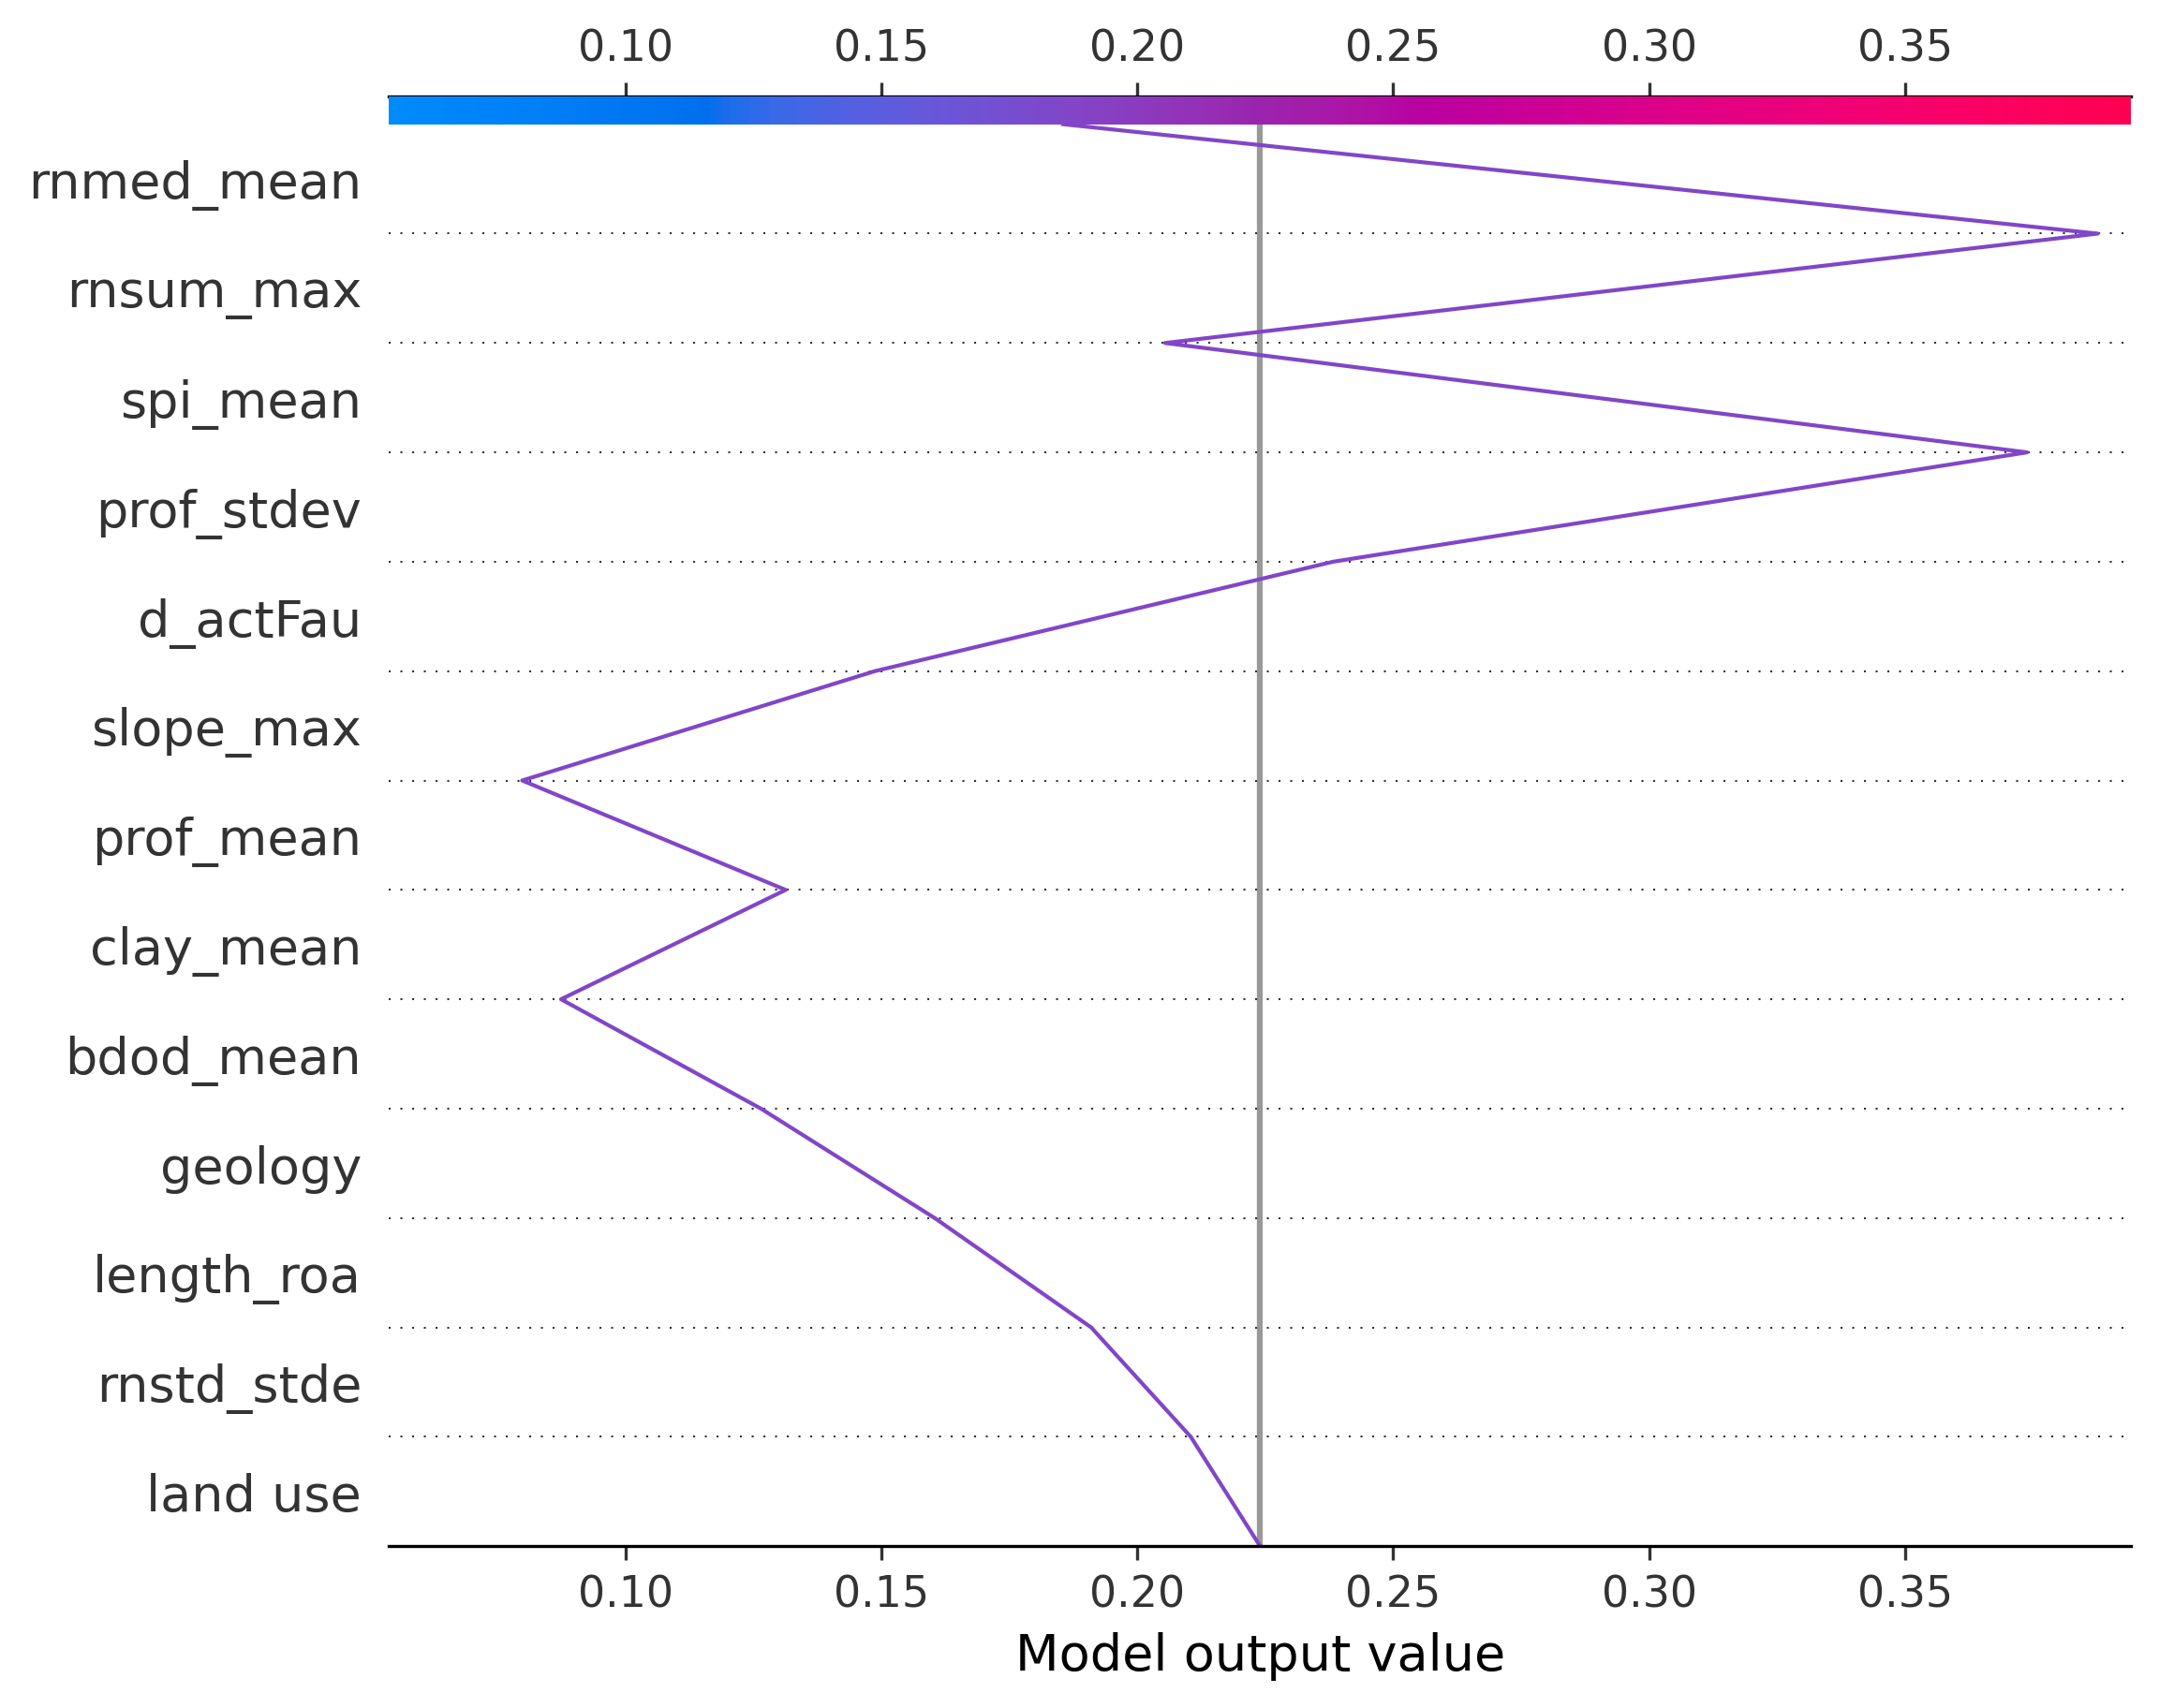 0.10 0.15 0.20 0.25 0.30 0.35
rnmed_mean
rnsum_max
spi_mean
prof_stdev
d_actFau
slope_max
prof_mean
clay_mean
bdod_mean
geology
length_roa
rnstd_stde
land use
0.10 0.15 0.20 0.25 0.30 0.35
Model output value